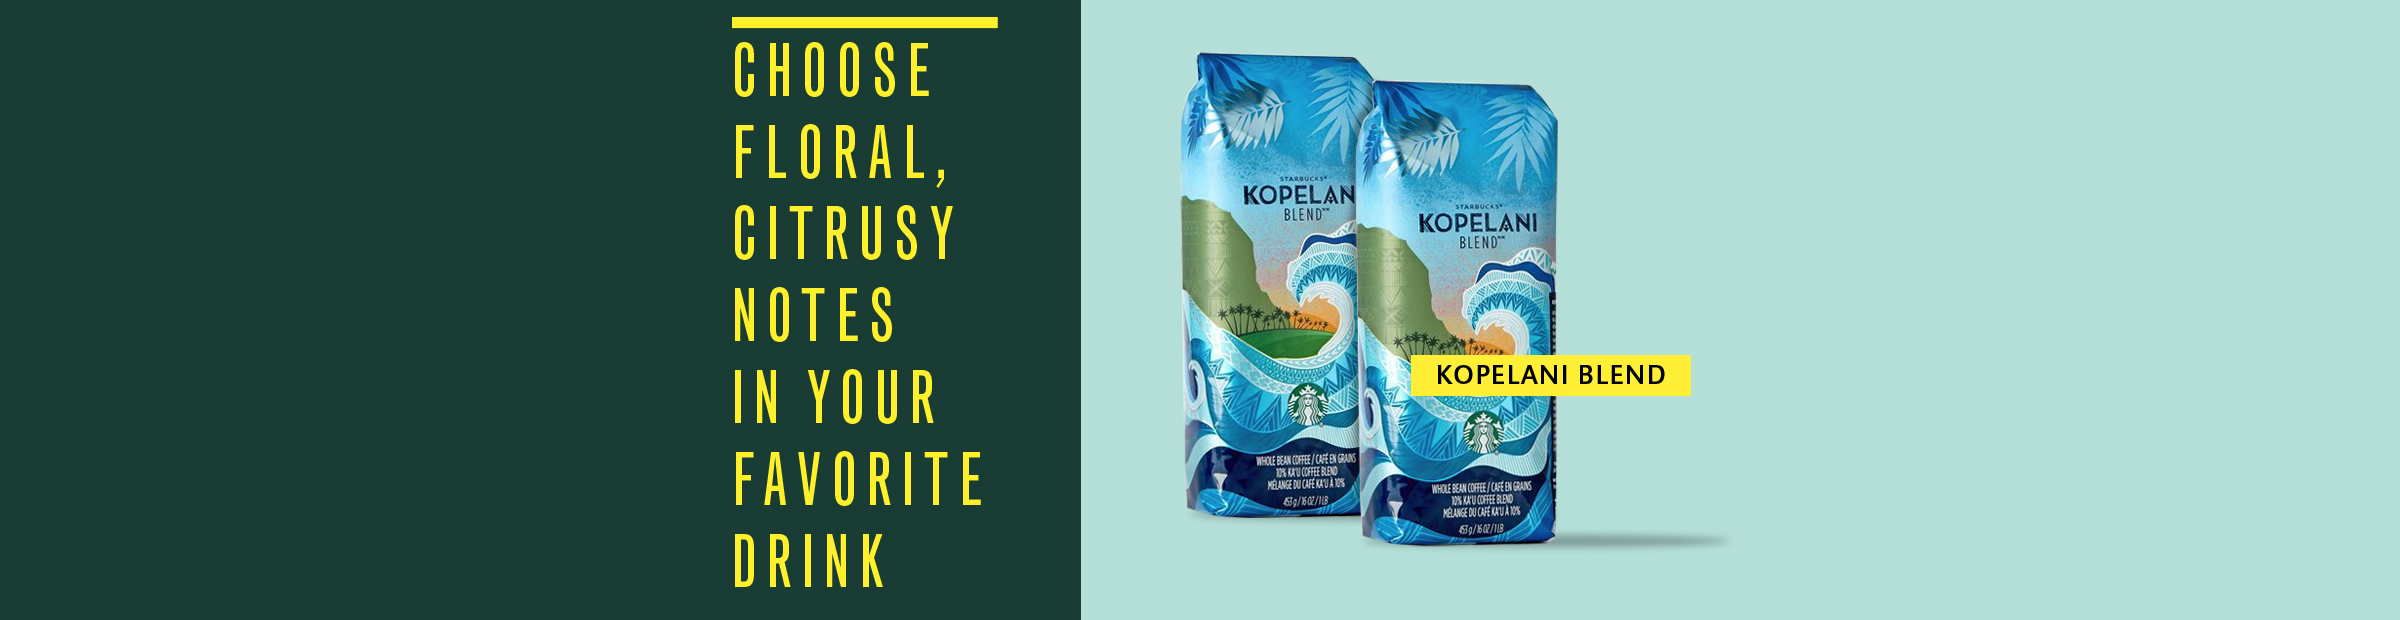 CHOOSE
FLORAL,
CITRUSY
NOTES
IN YOUR
FAVORITE
DRINK
STARBUCKS®
KOPELAN
BLEND™
WHOLE BEAN COFFEE / CAFÉ EN GRAINS
10% KA'U COFFEE BLEND
MÉLANGE DU CAFÉ KA'U À 10%
453 g / 16 OZ / 1 LB
STARBUCKS®
KOPELANI
BLEND™
KOPELANI BLEND
WHOLE BEAN COFFEE / CAFÉ EN GRAINS
10% KA'U COFFEE BLEND
MÉLANGE DU CAFÉ KA'U À 10%
453 g / 16 OZ / 1 LB